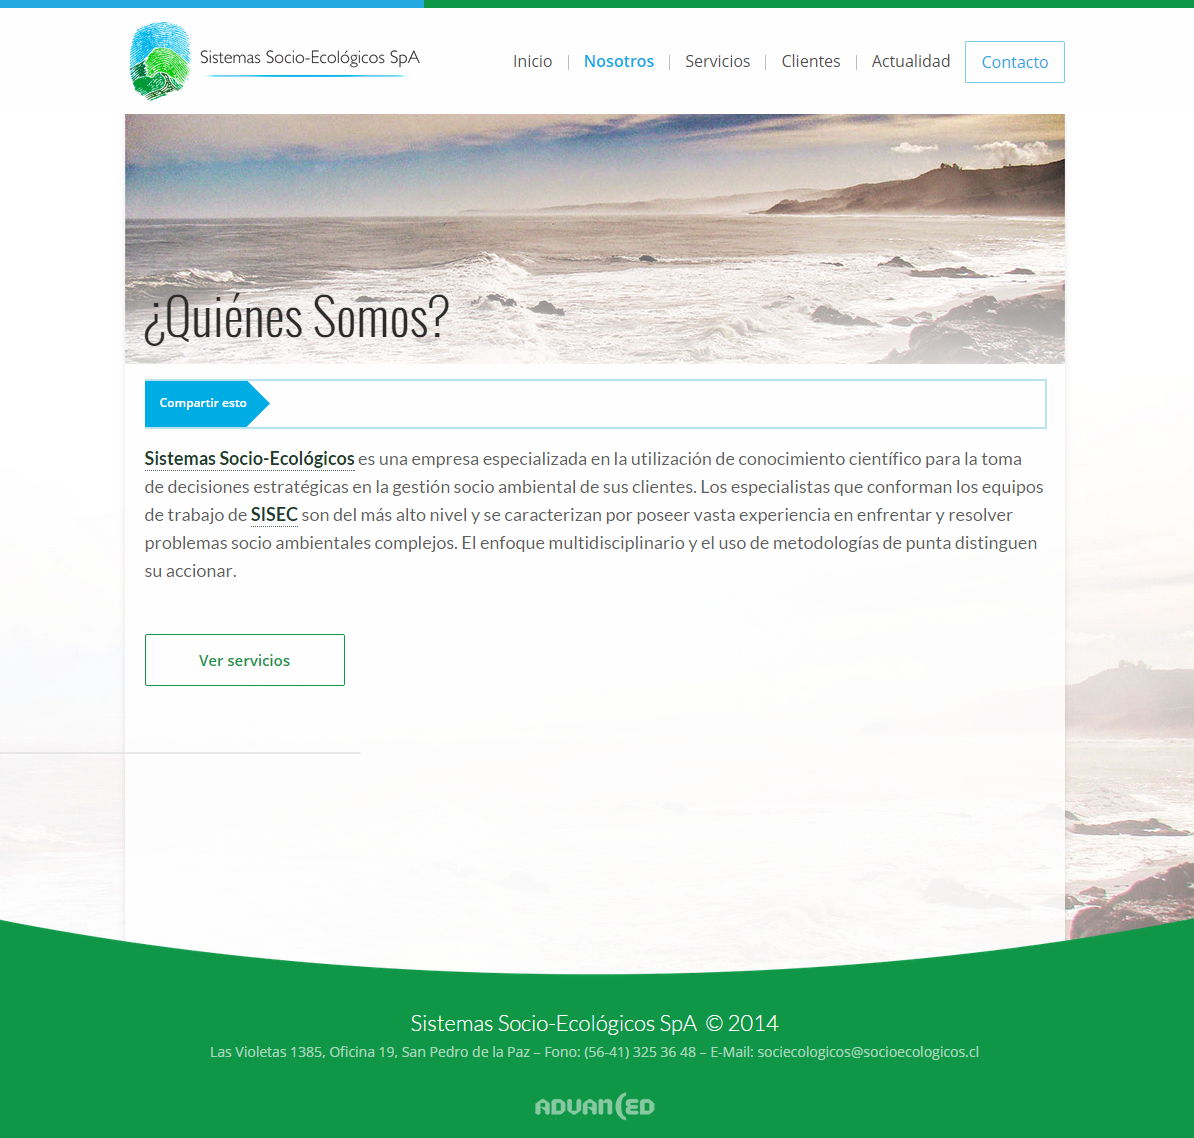 Sistemas Socio-Ecológicos SpA
Inicio
Nosotros
Servicios
Clientes
Actualidad
Contacto
¿Quiénes Somos?
Compartir esto
Sistemas Socio-Ecológicos es una empresa especializada en la utilización de conocimiento científico para la toma
de decisiones estratégicas en la gestión socio ambiental de sus clientes. Los especialistas que conforman los equipos
de trabajo de SISEC son del más alto nivel y se caracterizan por poseer vasta experiencia en enfrentar y resolver
problemas socio ambientales complejos. El enfoque multidisciplinario y el uso de metodologías de punta distinguen
su accionar.
Ver servicios
Sistemas Socio-Ecológicos SpA © 2014
Las Violetas 1385, Oficina 19, San Pedro de la Paz – Fono: (56-41) 325 36 48 – E-Mail: sociecologicos@socioecologicos.cl
ADVANCED